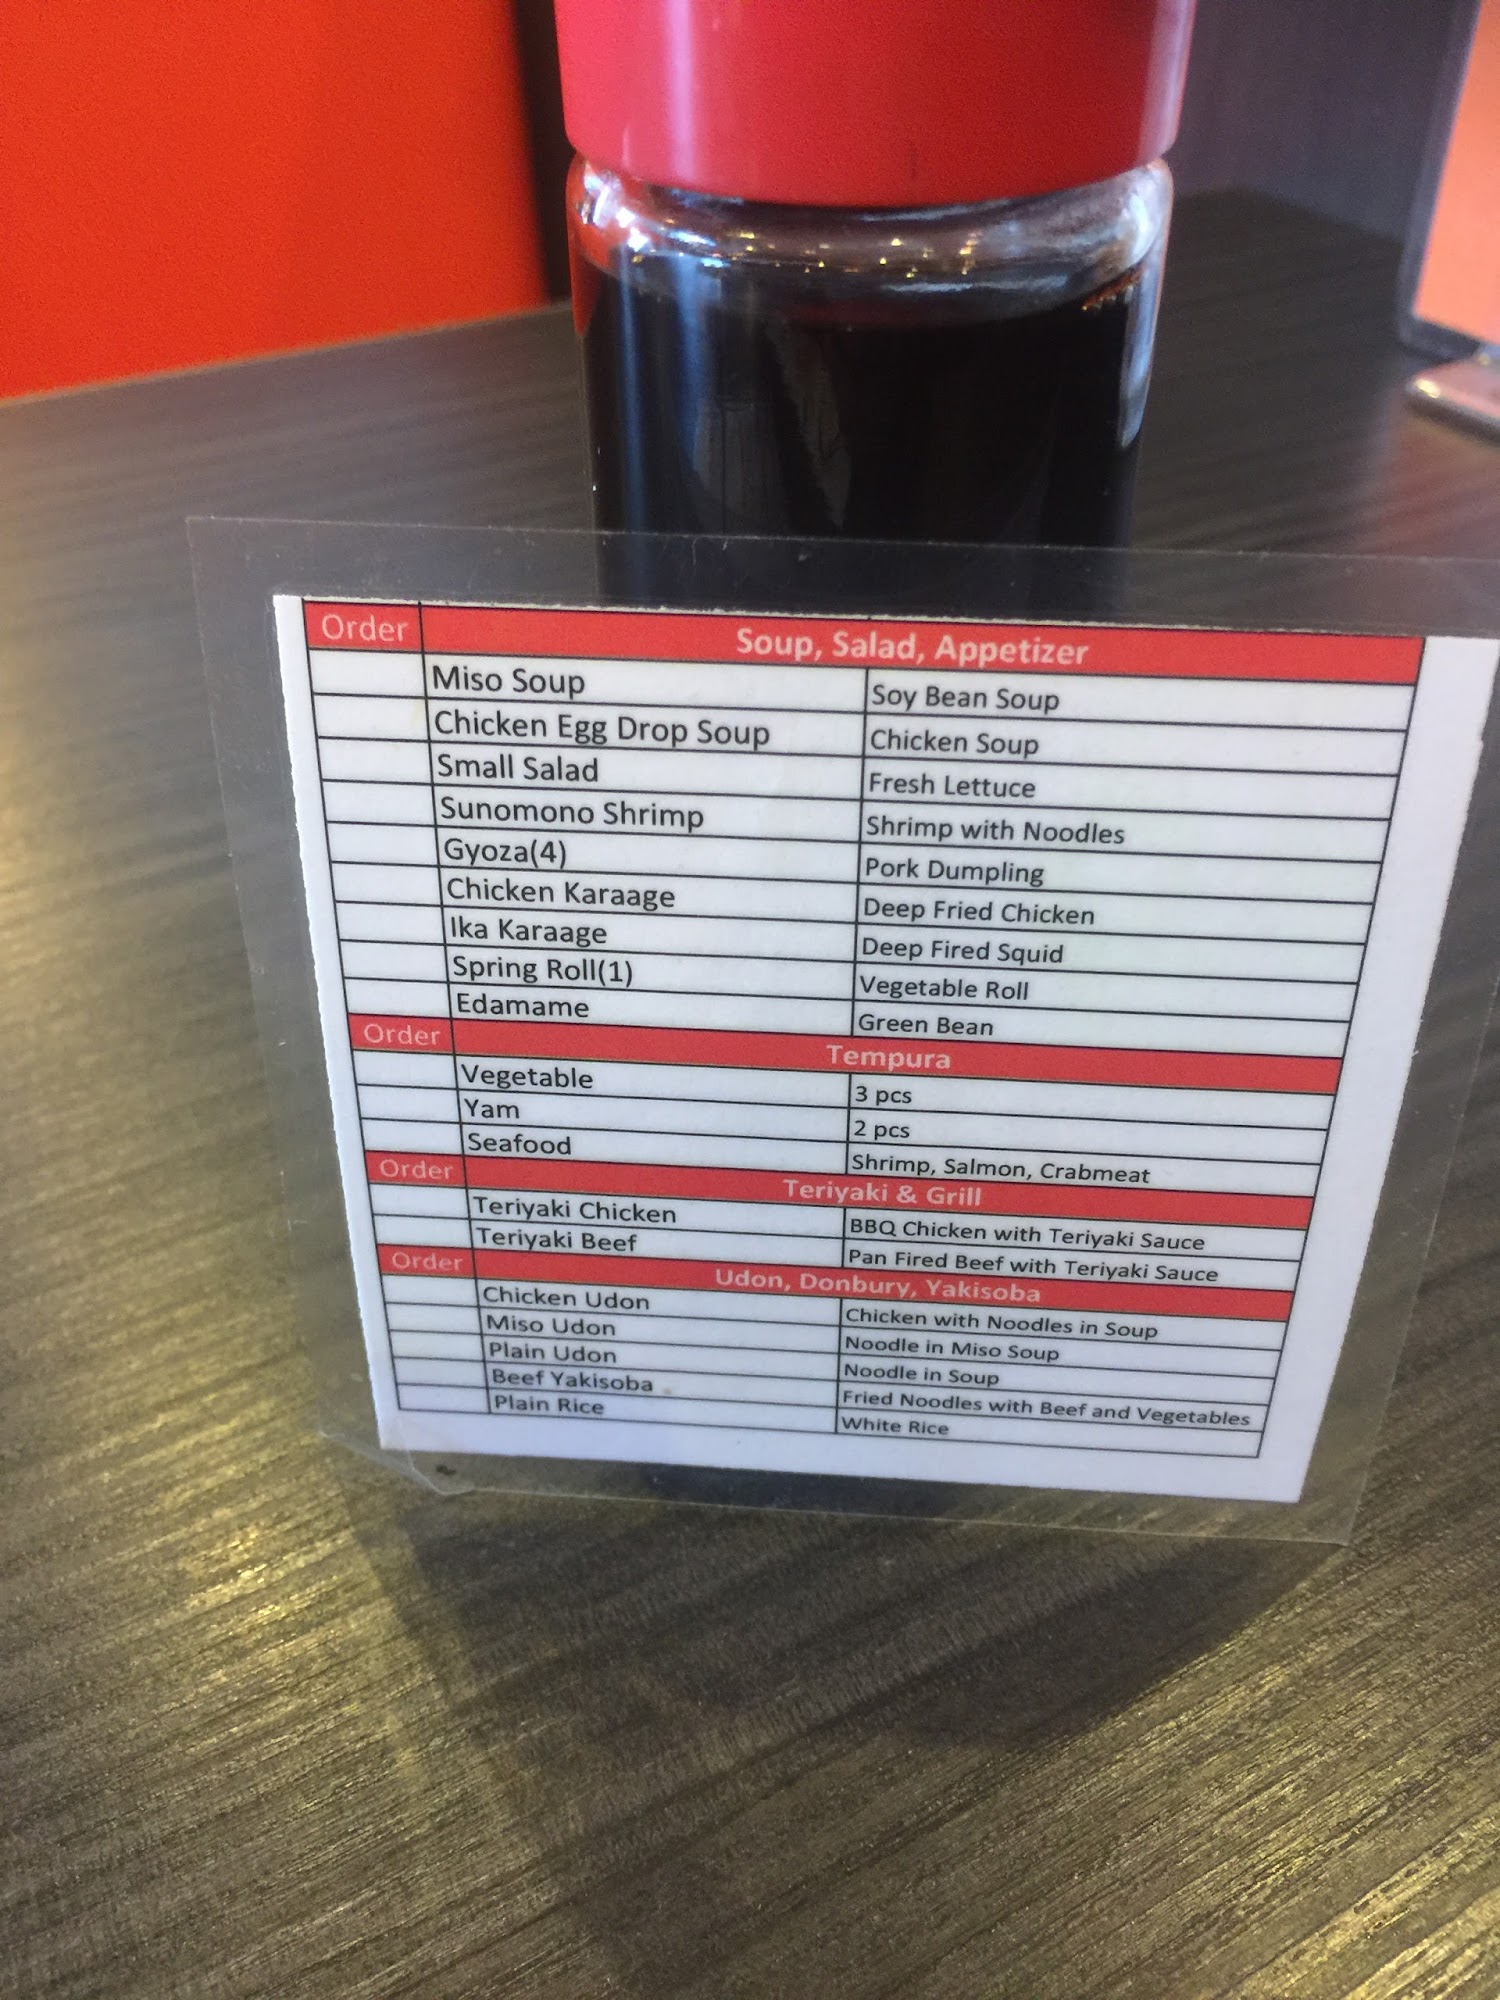 Order Soup, Salad, Appetizer
Miso Soup Soy Bean Soup
Chicken Egg Drop Soup Chicken Soup
Small Salad Fresh Lettuce
Sunomono Shrimp Shrimp with Noodles
Gyoza(4) Pork Dumpling
Chicken Karaage Deep Fried Chicken
Ika Karaage Deep Fired Squid
Spring Roll(1) Vegetable Roll
Edamame Green Bean
Order Tempura
Vegetable 3 pcs
Yam 2 pcs
Seafood Shrimp, Salmon, Crabmeat
Order Teriyaki & Grill
Teriyaki Chicken BBQ Chicken with Teriyaki Sauce
Teriyaki Beef Pan Fired Beef with Teriyaki Sauce
Order Udon, Donbury, Yakisoba
Chicken Udon Chicken with Noodles in Soup
Miso Udon Noodle in Miso Soup
Plain Udon Noodle in Soup
Beef Yakisoba Fried Noodles with Beef and Vegetables
Plain Rice White Rice